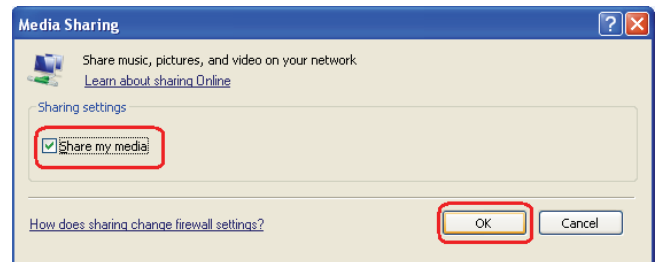 Media Sharing
Share music, pictures, and video on your network
Learn about sharing Online
Sharing settings
Share my media
How does sharing change firewall settings?
OK
Cancel